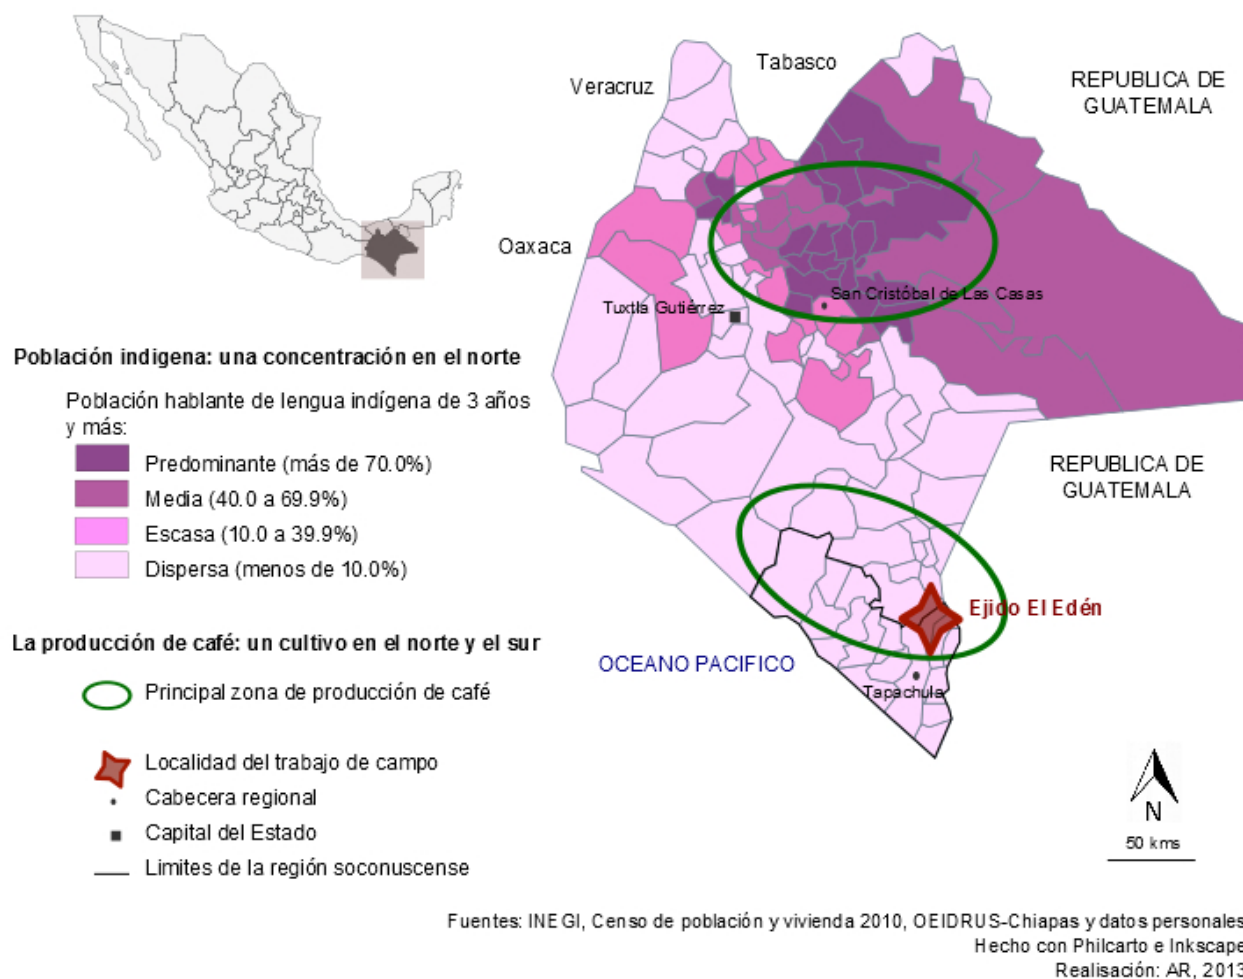 Tabasco
Veracruz
REPUBLICA DE
GUATEMALA
Oaxaca
San Cristóbal de Las Casas
Tuxtla Gutiérrez
Población indigena: una concentración en el norte
Población hablante de lengua indígena de 3 años
y más:
Predominante (más de 70.0%)
Media (40.0 a 69.9%)
Escasa (10.0 a 39.9%)
Dispersa (menos de 10.0%)
REPUBLICA DE
GUATEMALA
Ejido El Edén
La producción de café: un cultivo en el norte y el sur
OCEANO PACIFICO
Principal zona de producción de café
Tapachula
Localidad del trabajo de campo
Cabecera regional
Capital del Estado
Limites de la región soconuscense
N
50 kms
Fuentes: INEGI, Censo de población y vivienda 2010, OEIDRUS-Chiapas y datos personales
Hecho con Philcarto e Inkscape
Realisación: AR, 2013